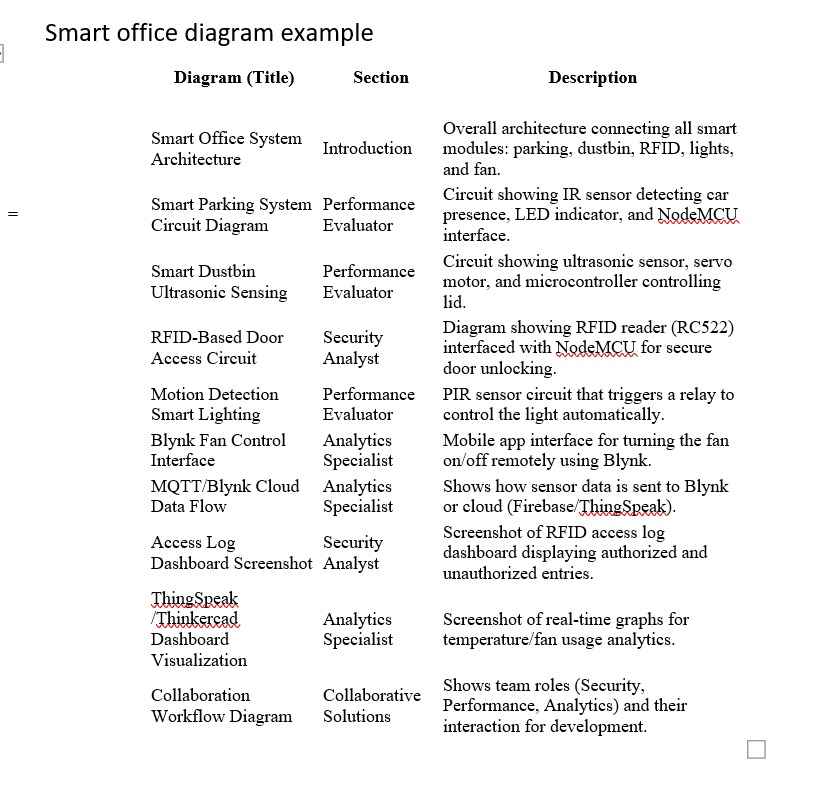 Smart office diagram example
Diagram (Title) Section Description
Smart Office System
Architecture
Introduction
Overall architecture connecting all smart
modules: parking, dustbin, RFID, lights,
and fan.
=
Smart Parking System
Circuit Diagram
Performance
Evaluator
Circuit showing IR sensor detecting car
presence, LED indicator, and NodeMCU
interface.
Smart Dustbin
Ultrasonic Sensing
Performance
Evaluator
Circuit showing ultrasonic sensor, servo
motor, and microcontroller controlling
lid.
RFID-Based Door
Access Circuit
Security
Analyst
Diagram showing RFID reader (RC522)
interfaced with NodeMCU for secure
door unlocking.
Motion Detection
Smart Lighting
Performance
Evaluator
PIR sensor circuit that triggers a relay to
control the light automatically.
Blynk Fan Control
Interface
Analytics
Specialist
Mobile app interface for turning the fan
on/off remotely using Blynk.
MQTT/Blynk Cloud
Data Flow
Analytics
Specialist
Shows how sensor data is sent to Blynk
or cloud (Firebase/ThingSpeak).
Access Log
Dashboard Screenshot
Security
Analyst
Screenshot of RFID access log
dashboard displaying authorized and
unauthorized entries.
ThingSpeak
/Thinkercad
Dashboard
Visualization
Analytics
Specialist
Screenshot of real-time graphs for
temperature/fan usage analytics.
Collaboration
Workflow Diagram
Collaborative
Solutions
Shows team roles (Security,
Performance, Analytics) and their
interaction for development.